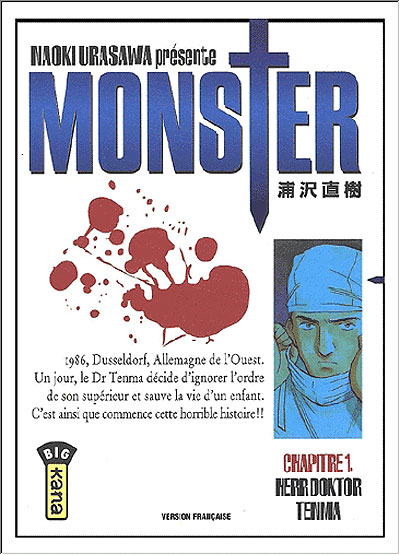 NAOKI URASAWA présente
MONSTER
浦沢直樹
1986, Dusseldorf, Allemagne de l'Ouest.
Un jour, le Dr Tenma décide d'ignorer l'ordre
de son supérieur et sauve la vie d'un enfant.
C'est ainsi que commence cette horrible histoire!!
CHAPITRE 1.
HERR DOKTOR
TENMA
BIG
kana
VERSION FRANÇAISE